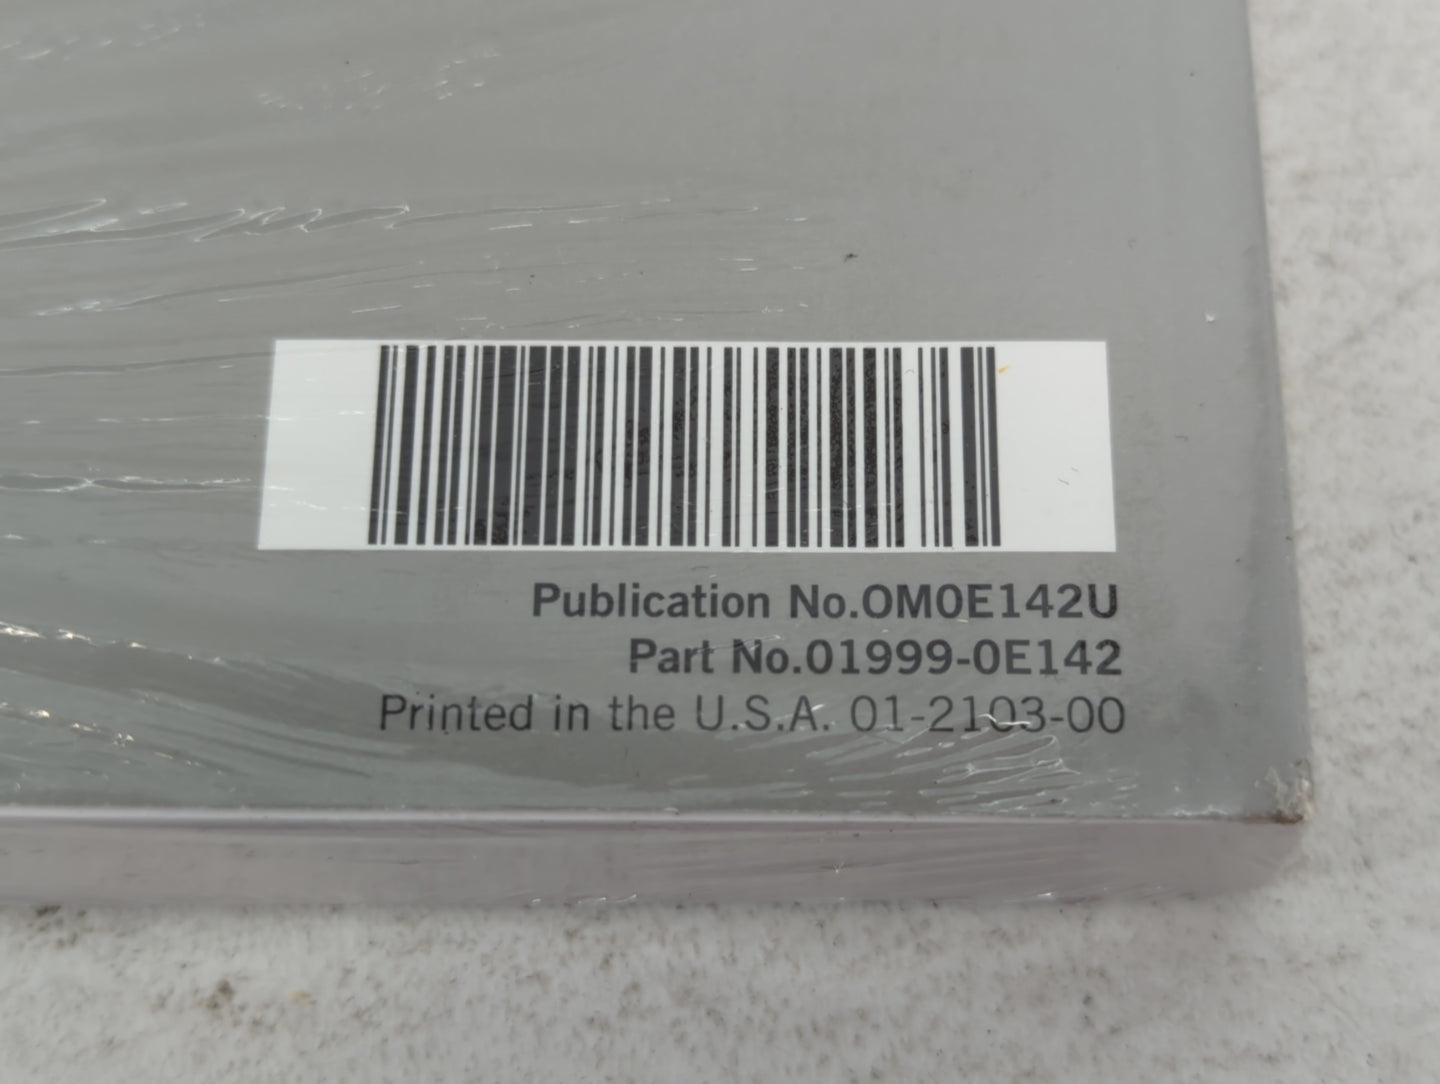 Publication No.OM0E142U
Part No.01999-0E142
Printed in the U.S.A. 01-2103-00